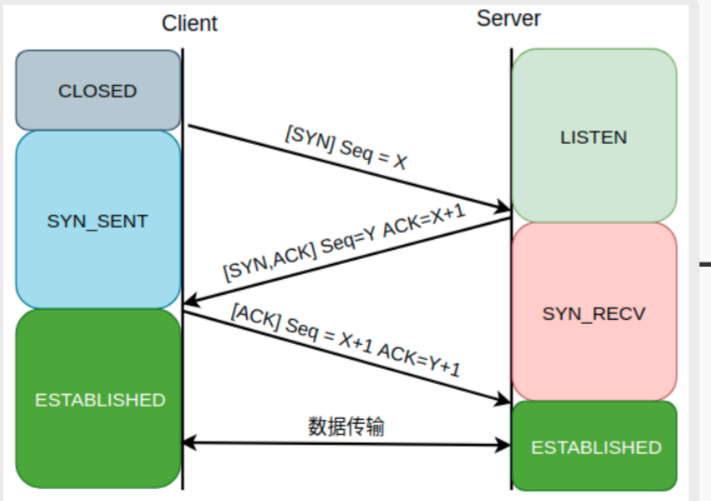 Client
Server
CLOSED
LISTEN
[SYN] Seq = X
SYN_SENT
[SYN,ACK] Seq=Y ACK=X+1
SYN_RECV
[ACK] Seq = X+1 ACK=Y+1
ESTABLISHED
数据传输
ESTABLISHED